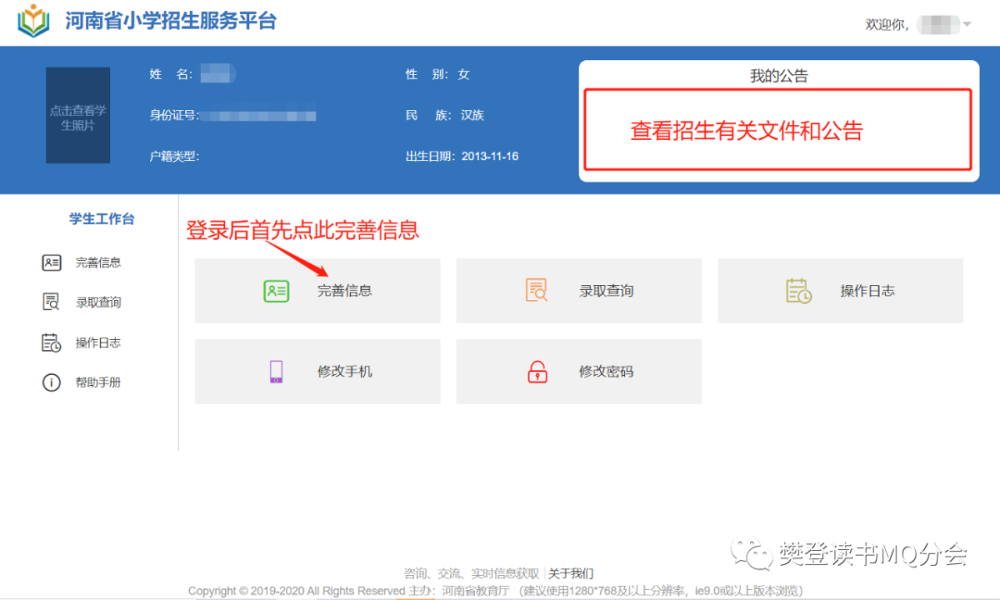 河南省小学招生服务平台
欢迎你,
点击查看学
生照片
姓 名:
性 别: 女
身份证号:
民 族: 汉族
户籍类型:
出生日期: 2013-11-16
我的公告
查看招生有关文件和公告
学生工作台
完善信息
录取查询
操作日志
帮助手册
登录后首先点此完善信息
完善信息
录取查询
操作日志
修改手机
修改密码
樊登读书MQ分会
咨询、交流、实时信息获取 | 关于我们
Copyright © 2019-2020 All Rights Reserved 主办: 河南省教育厅 (建议使用1280*768及以上分辨率, ie9.0或以上版本浏览)